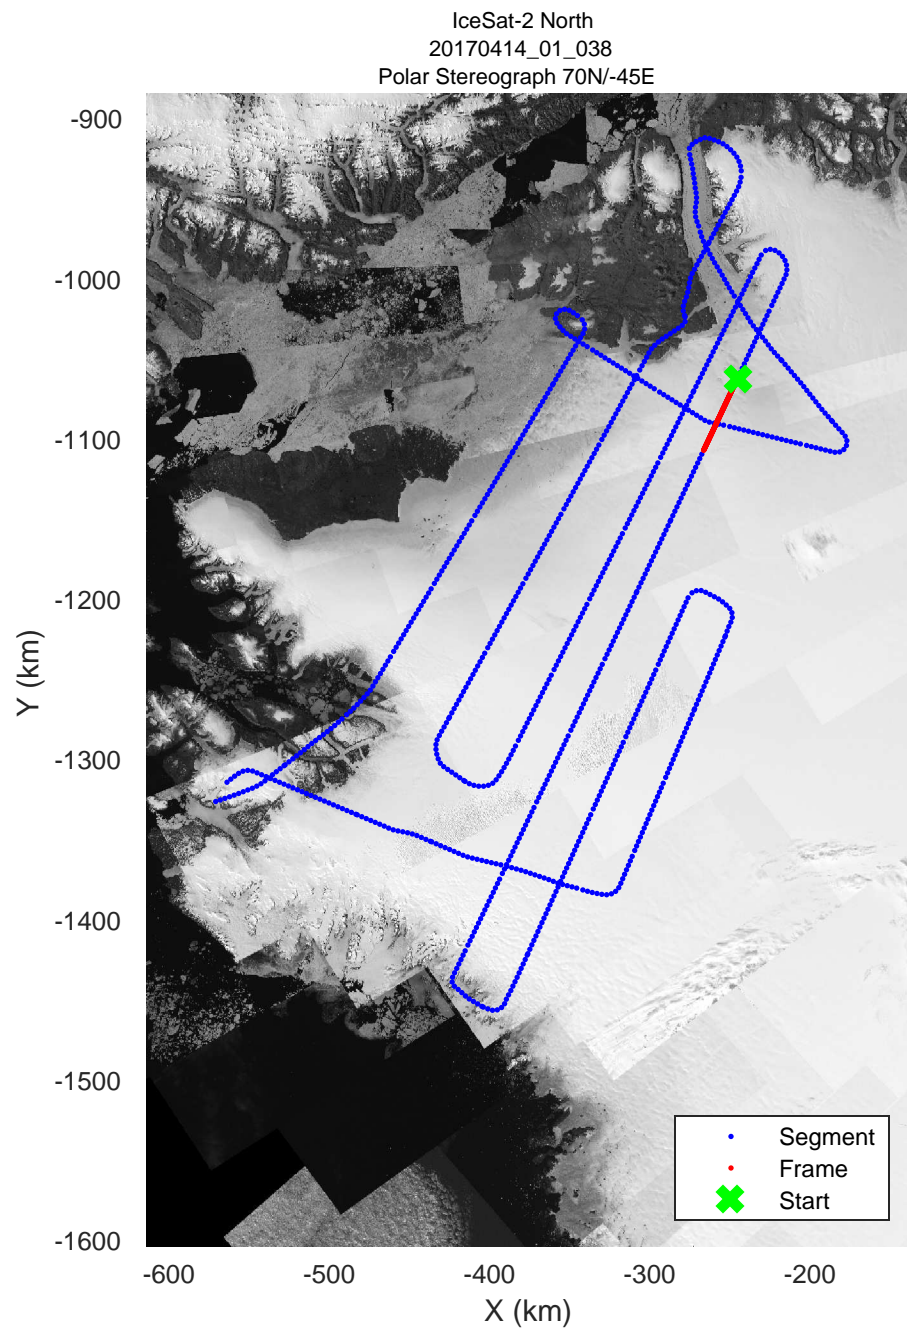 IceSat-2 North
20170414_01_038
Polar Stereograph 70N/-45E
-900
-1000
-1100
-1200
-1300
-1400
-1500
-1600
Y (km)
-600 -500 -400 -300 -200
X (km)
Segment
Frame
Start